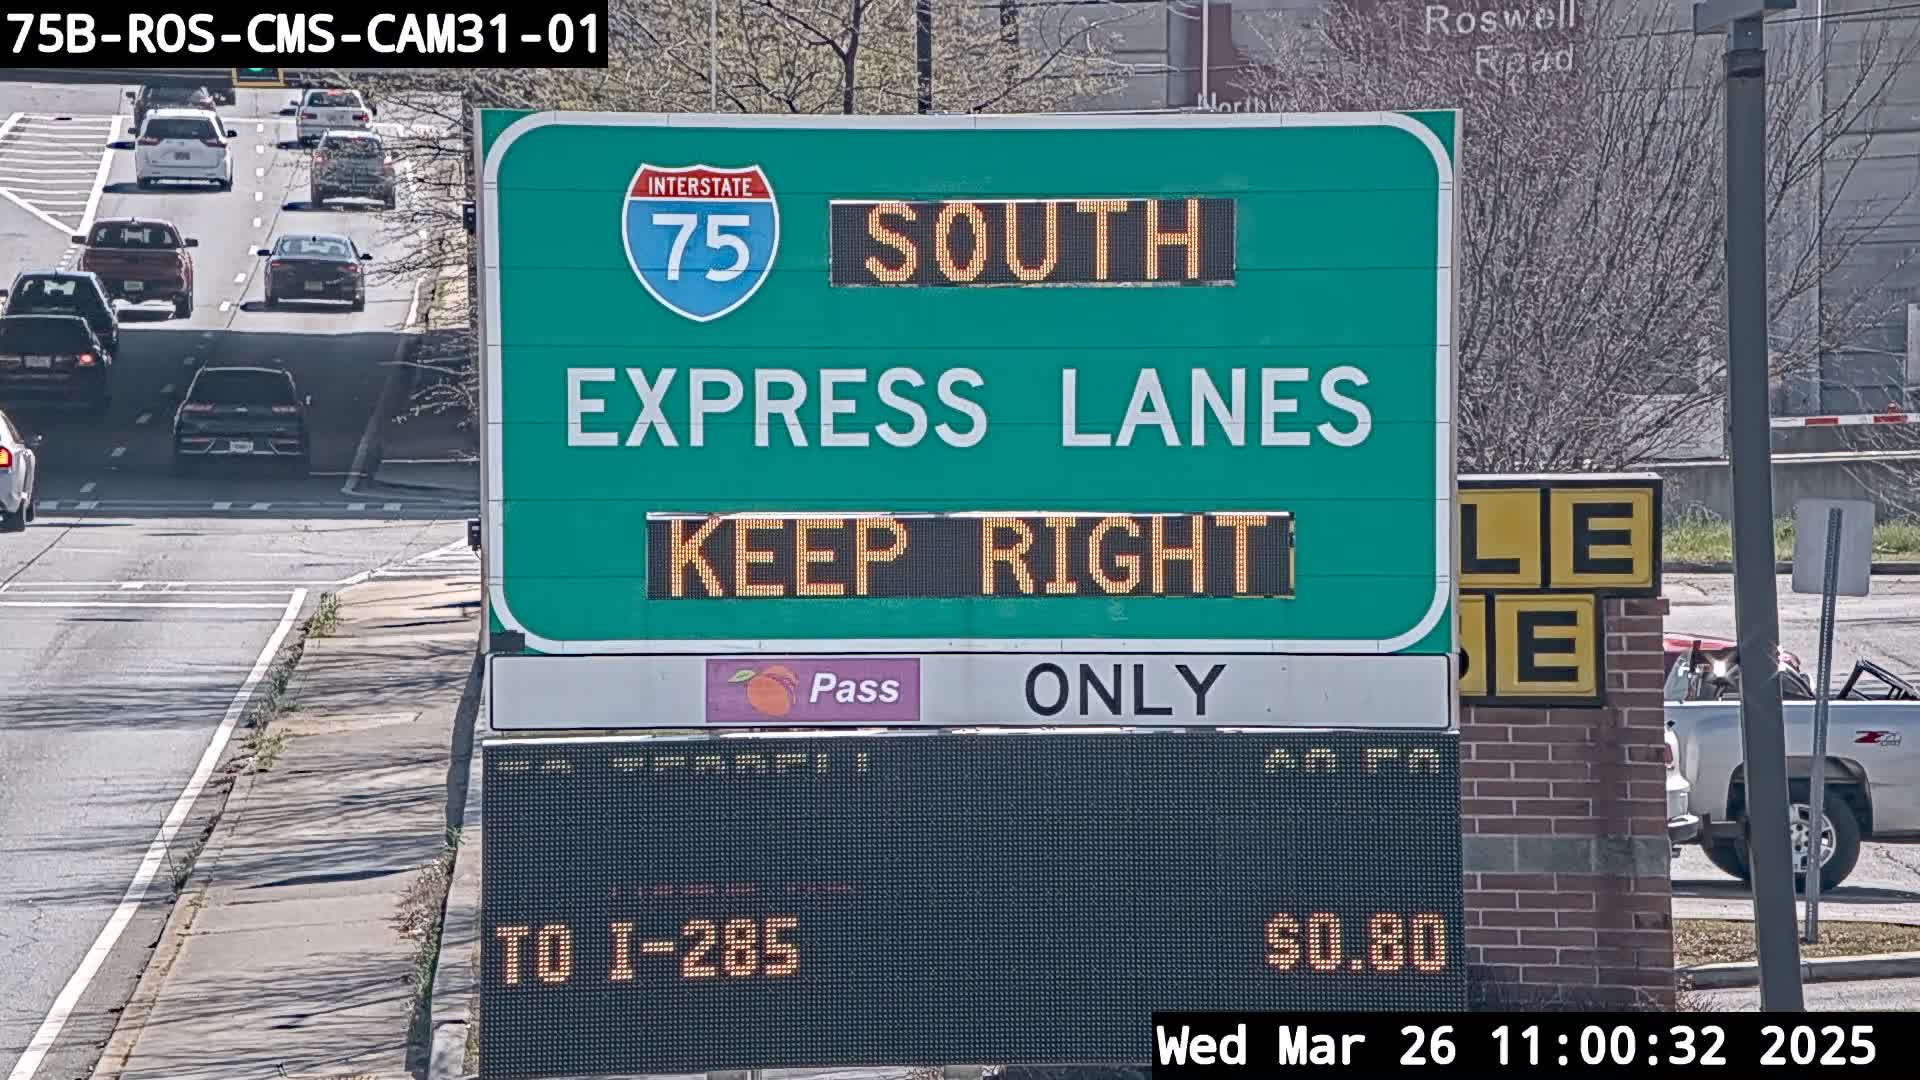 75B-ROS-CMS-CAM31-01
Roswell
Road
INTERSTATE
75
SOUTH
EXPRESS LANES
KEEP RIGHT
Pass ONLY
TO I-285 $0.80
LE
E
Wed Mar 26 11:00:32 2025